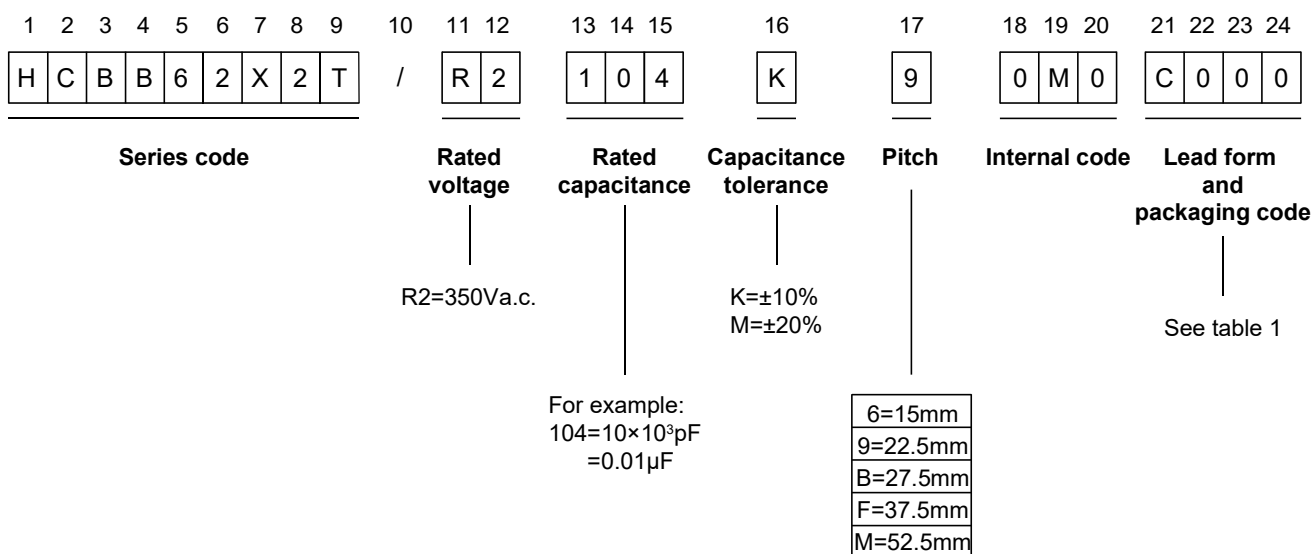 1 2 3 4 5 6 7 8 9 10 11 12 13 14 15 16 17 18 19 20 21 22 23 24
H C B B 6 2 X 2 T / R 2 1 0 4 K 9 0 M 0 C 0 0 0
Series code
Rated
voltage
Rated
capacitance
Capacitance
tolerance
Pitch
Internal code
Lead form
and
packaging code
R2=350Va.c.
K=±10%
M=±20%
See table 1
For example:
104=10×10³pF
=0.01µF
6=15mm
9=22.5mm
B=27.5mm
F=37.5mm
M=52.5mm